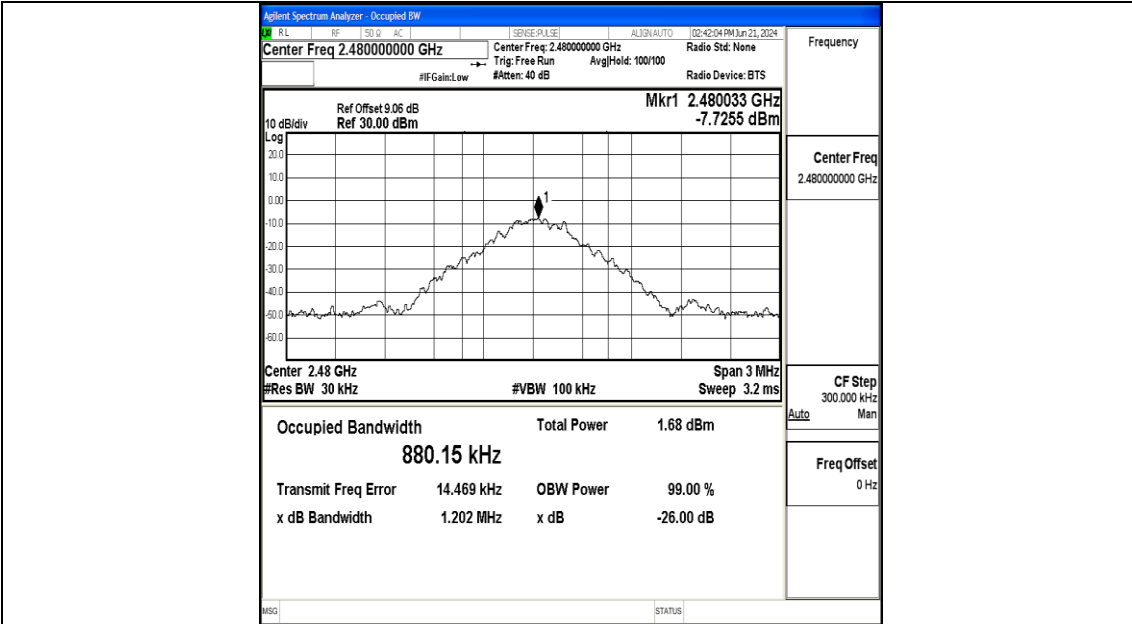 Agilent Spectrum Analyzer - Occupied BW
RL RF 50 Ω AC SENSE:PULSE ALIGN AUTO 02:42:04 PM Jun 21, 2024
Center Freq 2.480000000 GHz
Center Freq: 2.480000000 GHz
Radio Std: None
Trig: Free Run Avg|Hold: 100/100
#IFGain:Low
#Atten: 40 dB
Radio Device: BTS
Frequency
Mkr1 2.480033 GHz
-7.7255 dBm
Ref Offset 9.06 dB
10 dB/div Ref 30.00 dBm
Log
20.0
10.0
0.00
-10.0
-20.0
-30.0
-40.0
-50.0
-60.0
1
Center 2.48 GHz Span 3 MHz
#Res BW 30 kHz #VBW 100 kHz Sweep 3.2 ms
Occupied Bandwidth Total Power 1.68 dBm
880.15 kHz
Transmit Freq Error 14.469 kHz OBW Power 99.00 %
x dB Bandwidth 1.202 MHz x dB -26.00 dB
Center Freq
2.480000000 GHz
CF Step
300.000 kHz
Auto Man
Freq Offset
0 Hz
MSG STATUS